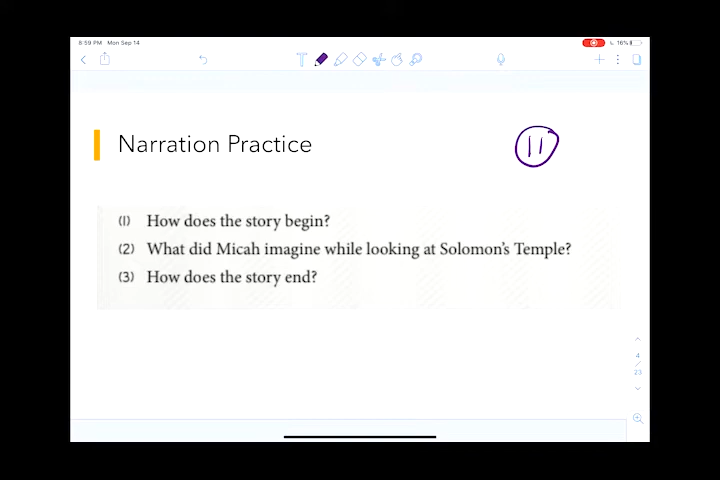 8:59 PM Mon Sep 14
16%
T
Narration Practice
11
(1) How does the story begin?
(2) What did Micah imagine while looking at Solomon's Temple?
(3) How does the story end?
4
/
23